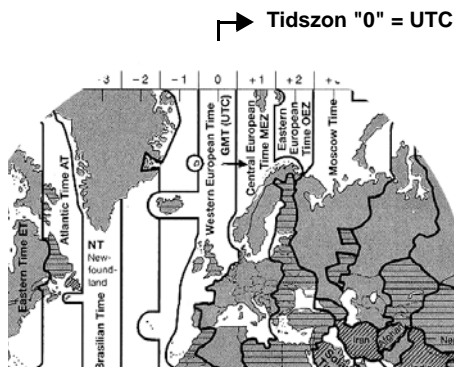 Tidszon "0" = UTC
-3 -2 -1 0 +1 +2
Eastern Time ET
Atlantic Time AT
NT
New-
found-
land
Brasilian Time
Western European Time
GMT (UTC)
Central European
Time MEZ
Eastern
European
Time OEZ
Moscow Time
Iran